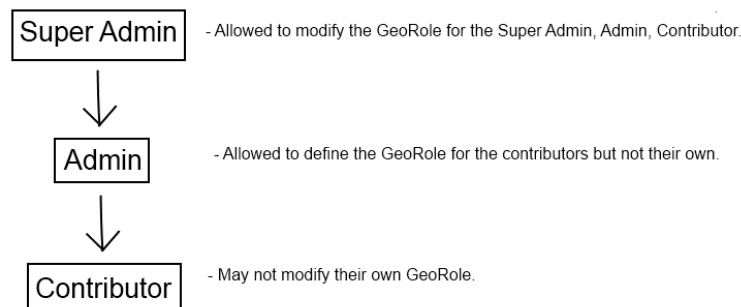 Super Admin - Allowed to modify the GeoRole for the Super Admin, Admin, Contributor.
Admin - Allowed to define the GeoRole for the contributors but not their own.
Contributor - May not modify their own GeoRole.